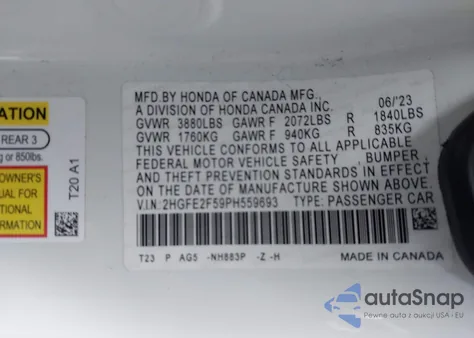 ATION
REAR 3
g or 850lbs.
OWNER'S
UAL FOR
TIONAL
RMATION
T20 A1
MFD.BY HONDA OF CANADA MFG., 06/'23
A DIVISION OF HONDA CANADA INC.
GVWR 3880LBS GAWR F 2072LBS R 1840LBS
GVWR 1760KG GAWR F 940KG R 835KG
THIS VEHICLE CONFORMS TO ALL APPLICABLE
FEDERAL MOTOR VEHICLE SAFETY, BUMPER,
AND THEFT PREVENTION STANDARDS IN EFFECT ON
THE DATE OF MANUFACTURE SHOWN ABOVE.
V.I.N: 2HGFE2F59PH559693 TYPE: PASSENGER CAR
T23 P AG5 -NH883P -Z -H MADE IN CANADA
autoSnap
Pewne auta z aukcji USA i EU